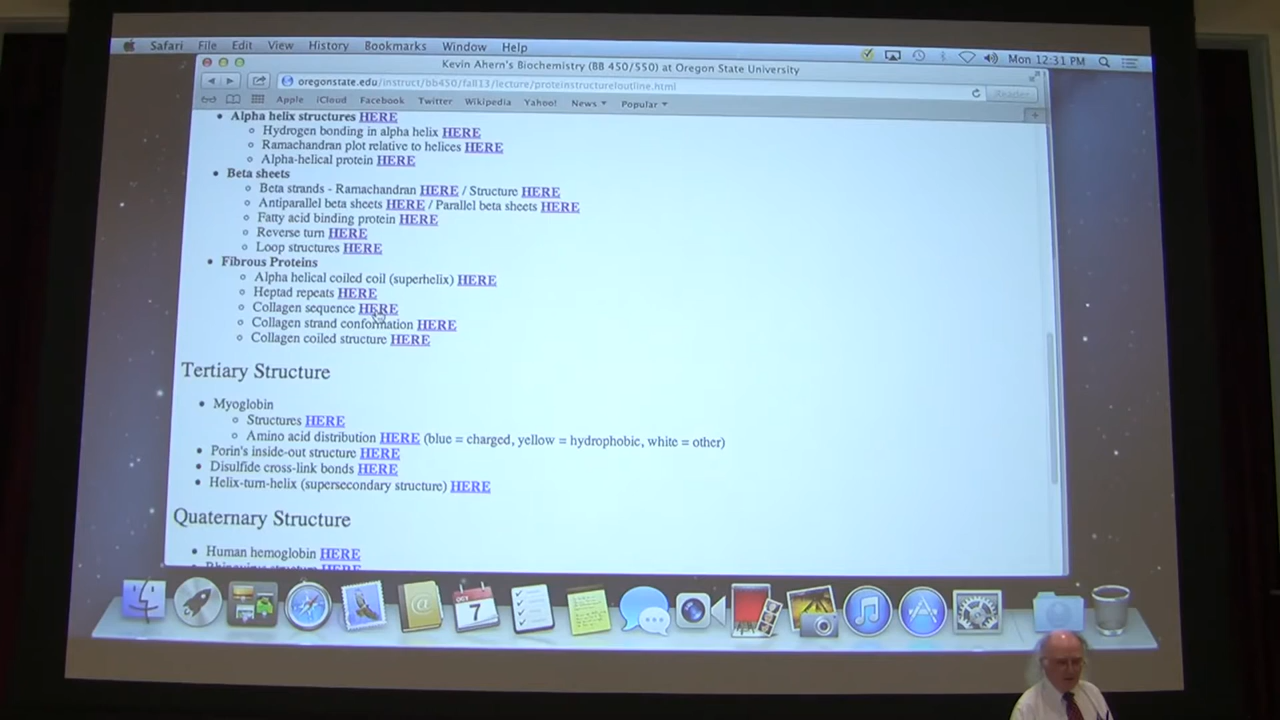 Safari File Edit View History Bookmarks Window Help Mon 12:31 PM
Kevin Ahern's Biochemistry (BB 450/550) at Oregon State University
oregonstate.edu/instruct/bb450/fall13/lecture/proteinstructureIoutline.html Reader
Apple iCloud Facebook Twitter Wikipedia Yahoo! News Popular
Alpha helix structures HERE
Hydrogen bonding in alpha helix HERE
Ramachandran plot relative to helices HERE
Alpha-helical protein HERE
Beta sheets
Beta strands - Ramachandran HERE / Structure HERE
Antiparallel beta sheets HERE / Parallel beta sheets HERE
Fatty acid binding protein HERE
Reverse turn HERE
Loop structures HERE
Fibrous Proteins
Alpha helical coiled coil (superhelix) HERE
Heptad repeats HERE
Collagen sequence HERE
Collagen strand conformation HERE
Collagen coiled structure HERE
Tertiary Structure
Myoglobin
Structures HERE
Amino acid distribution HERE (blue = charged, yellow = hydrophobic, white = other)
Porin's inside-out structure HERE
Disulfide cross-link bonds HERE
Helix-turn-helix (supersecondary structure) HERE
Quaternary Structure
Human hemoglobin HERE
Rhinovirus structure HERE
OCT
7